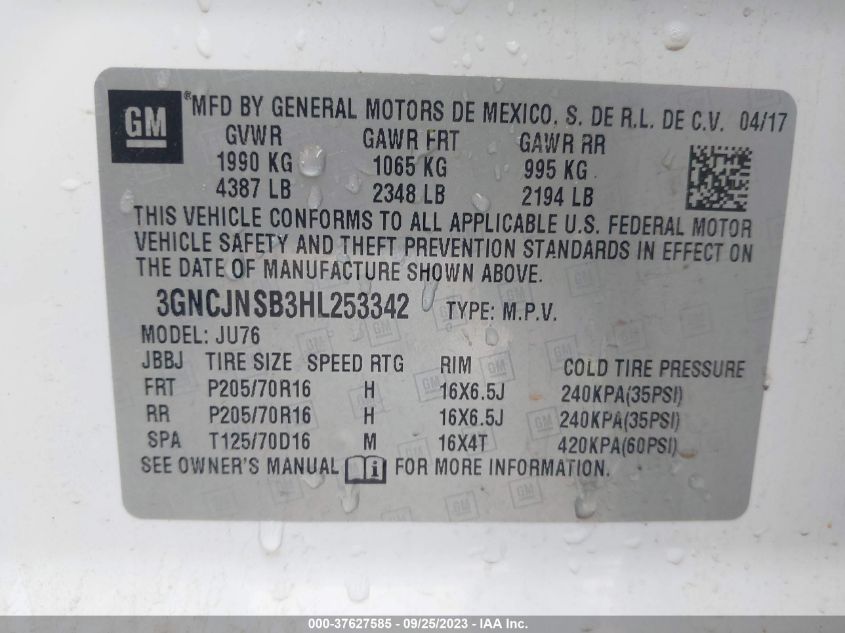 GM ® MFD BY GENERAL MOTORS DE MEXICO, S. DE R.L. DE C.V. 04/17
GVWR GAWR FRT GAWR RR
1990 KG 1065 KG 995 KG
4387 LB 2348 LB 2194 LB
THIS VEHICLE CONFORMS TO ALL APPLICABLE U.S. FEDERAL MOTOR
VEHICLE SAFETY AND THEFT PREVENTION STANDARDS IN EFFECT ON
THE DATE OF MANUFACTURE SHOWN ABOVE.
3GNCJNSB3HL253342 TYPE: M.P.V.
MODEL: JU76
JBBJ TIRE SIZE SPEED RTG RIM COLD TIRE PRESSURE
FRT P205/70R16 H 16X6.5J 240KPA(35PSI)
RR P205/70R16 H 16X6.5J 240KPA(35PSI)
SPA T125/70D16 M 16X4T 420KPA(60PSI)
SEE OWNER'S MANUAL FOR MORE INFORMATION.
000-37627585 - 09/25/2023 - IAA Inc.